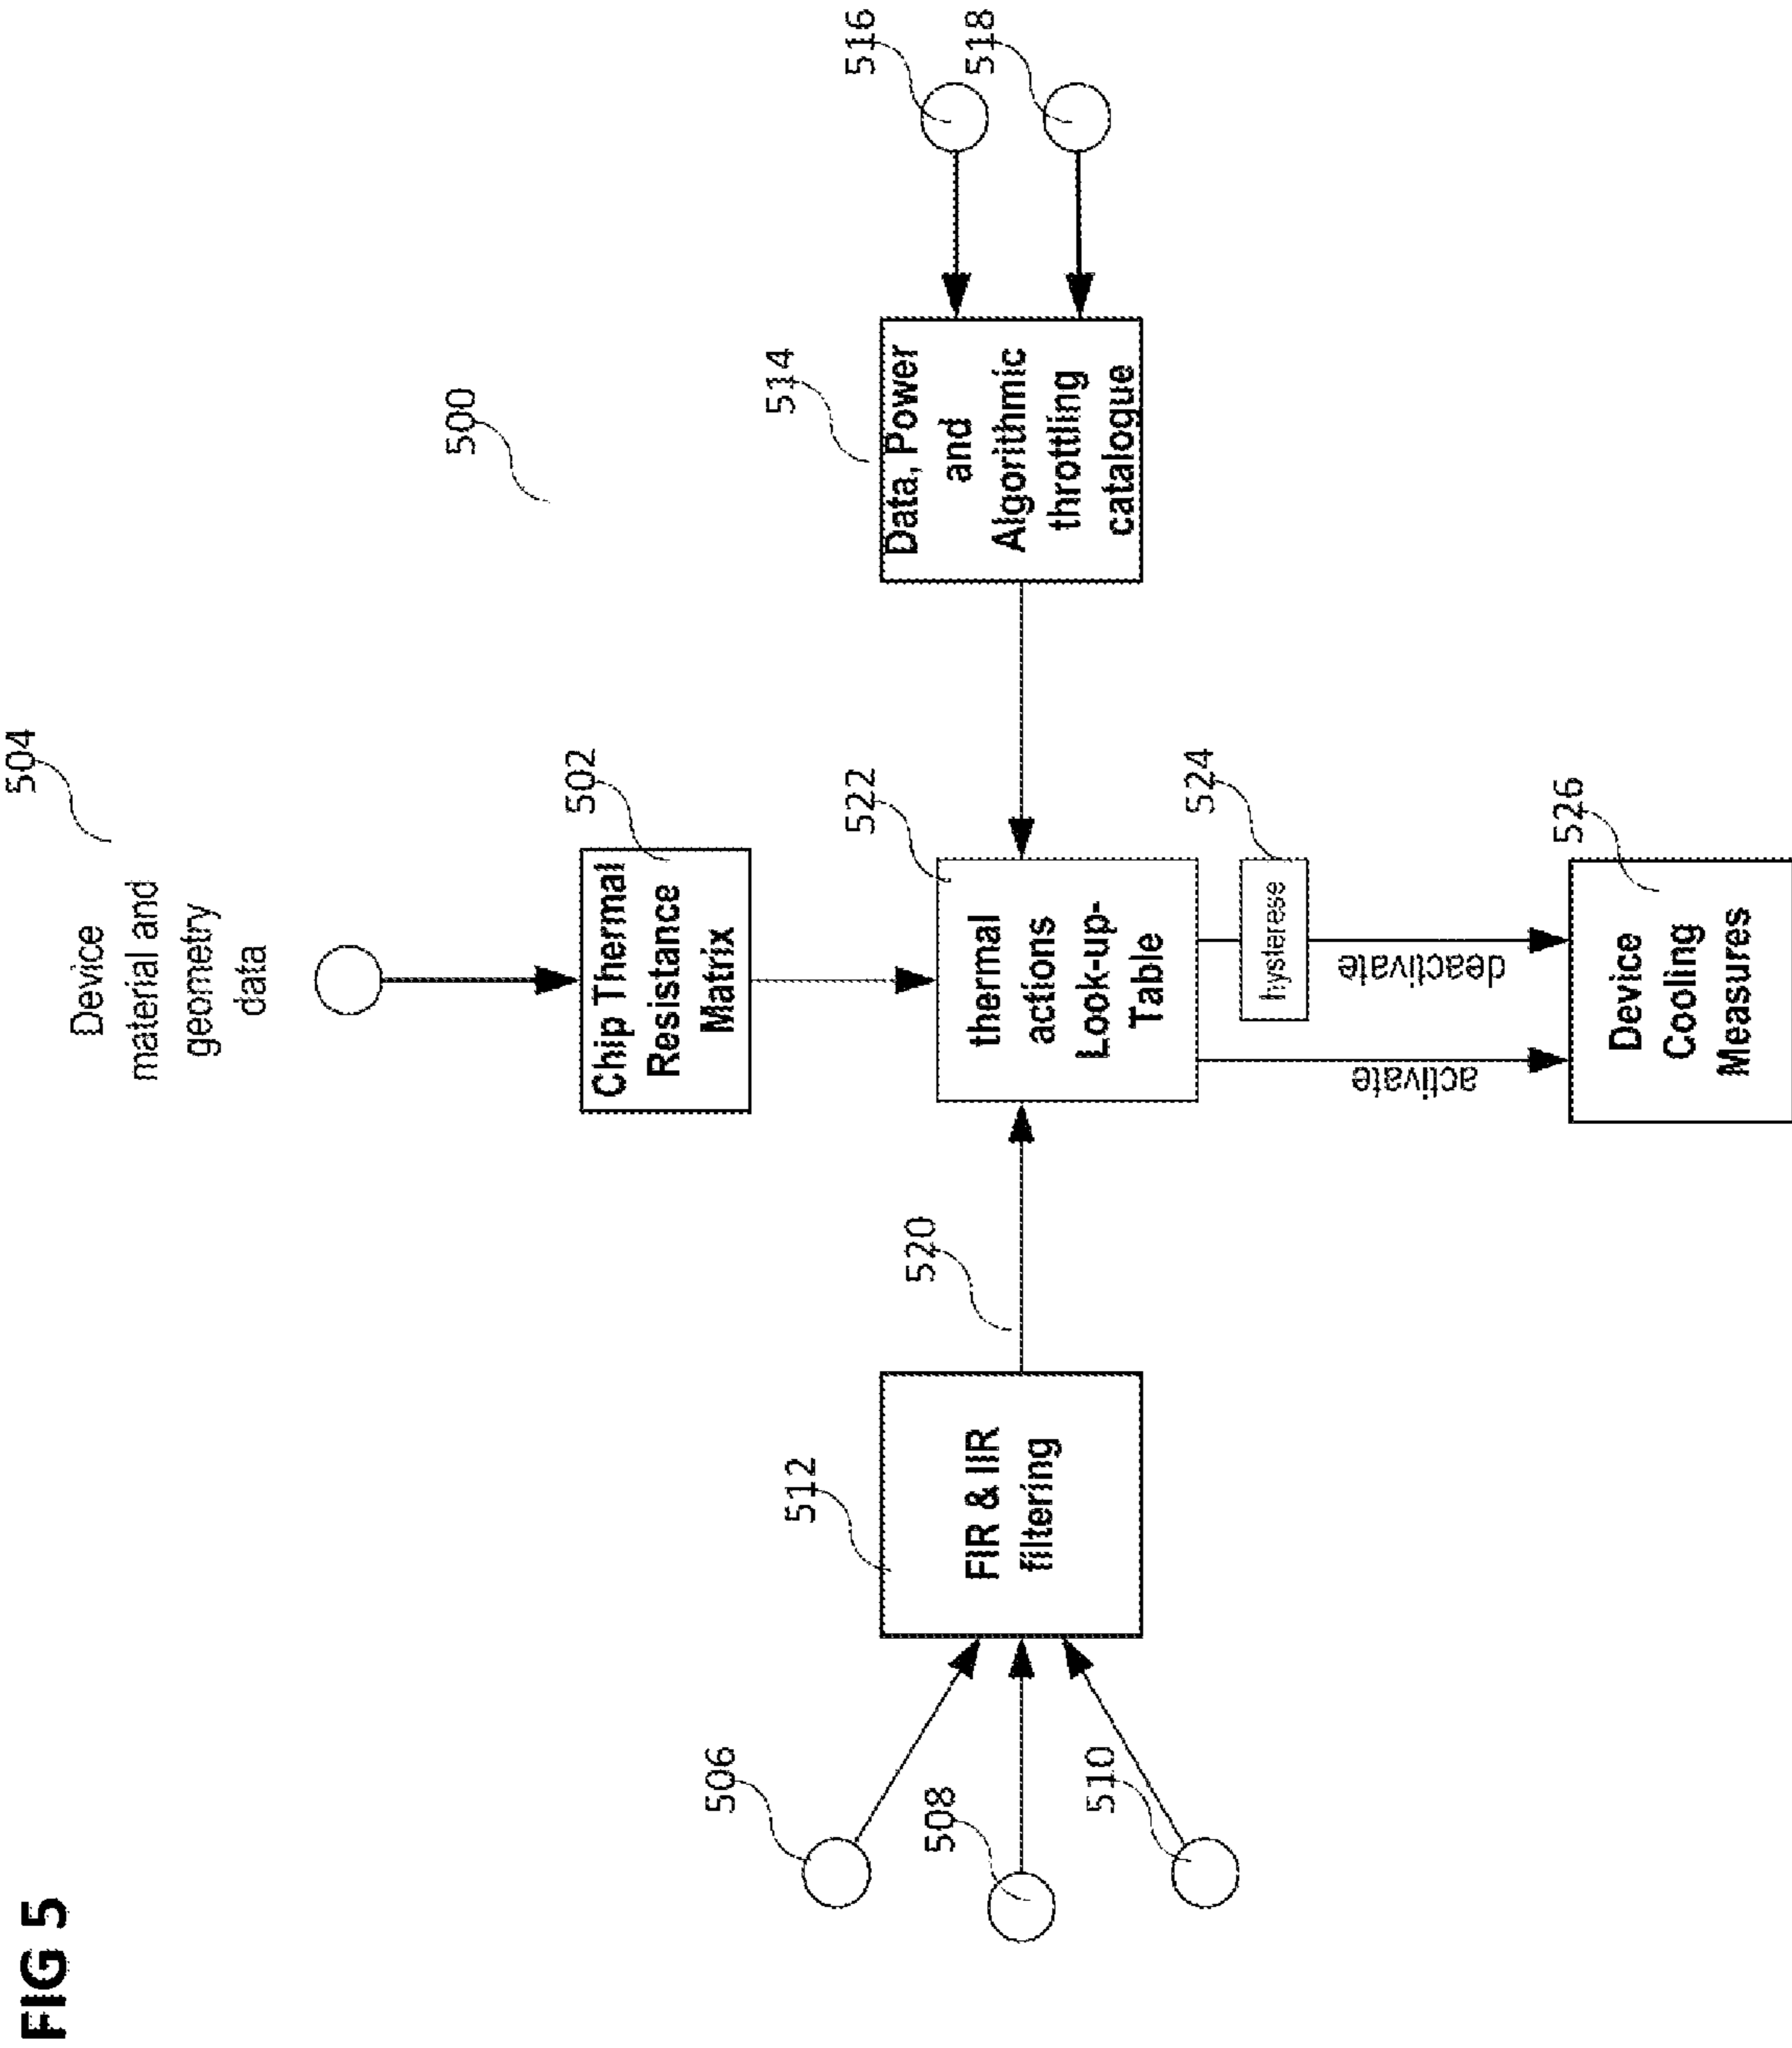 FIG 5
504
Device
material and
geometry
data
500
502
Chip Thermal
Resistance
Matrix
506
508
510
512
FIR & IIR
filtering
520
522
thermal
actions
Look-up-
Table
514
Data, Power
and
Algorithmic
throttling
catalogue
516
518
524
hysterese
activate
deactivate
526
Device
Cooling
Measures